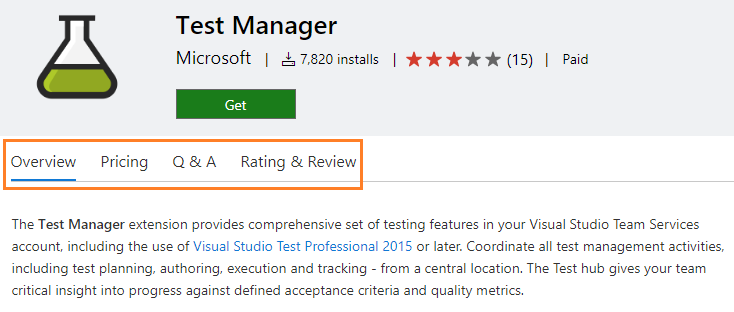 Test Manager
Microsoft | 7,820 installs | (15) | Paid
Get
Overview Pricing Q & A Rating & Review
The Test Manager extension provides comprehensive set of testing features in your Visual Studio Team Services
account, including the use of Visual Studio Test Professional 2015 or later. Coordinate all test management activities,
including test planning, authoring, execution and tracking - from a central location. The Test hub gives your team
critical insight into progress against defined acceptance criteria and quality metrics.